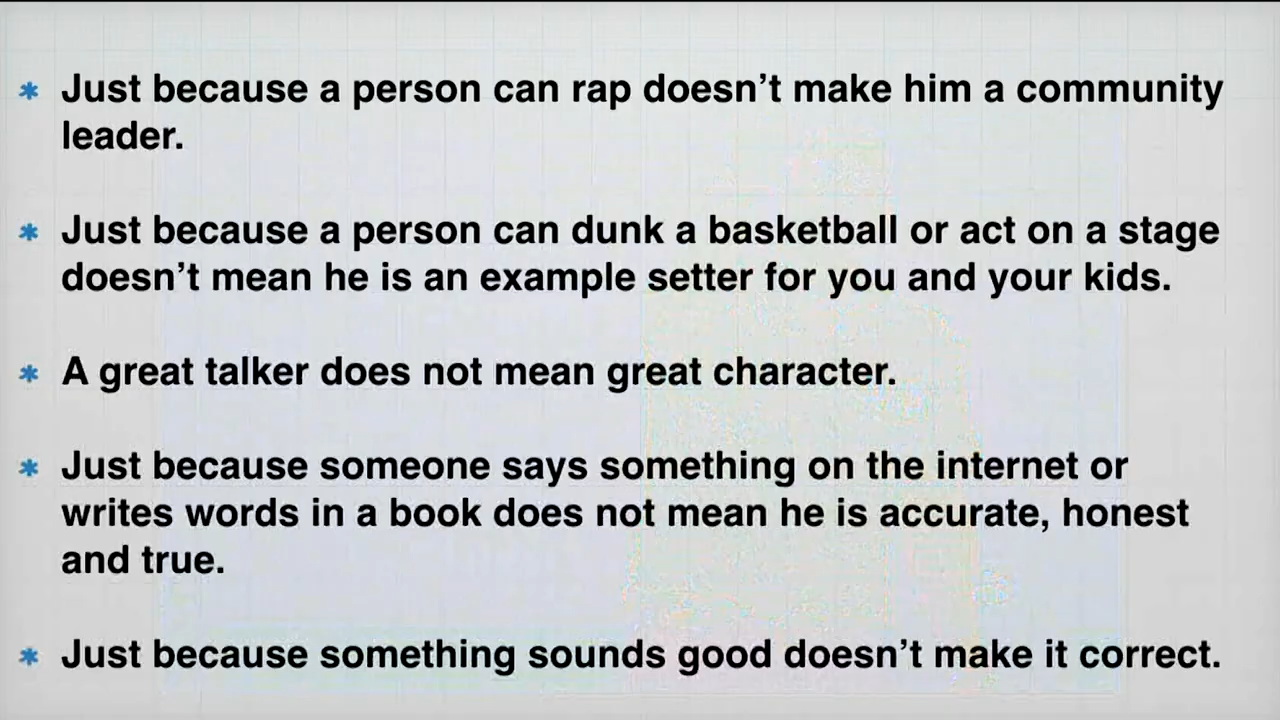 * Just because a person can rap doesn’t make him a community
leader.
* Just because a person can dunk a basketball or act on a stage
doesn’t mean he is an example setter for you and your kids.
* A great talker does not mean great character.
* Just because someone says something on the internet or
writes words in a book does not mean he is accurate, honest
and true.
* Just because something sounds good doesn’t make it correct.